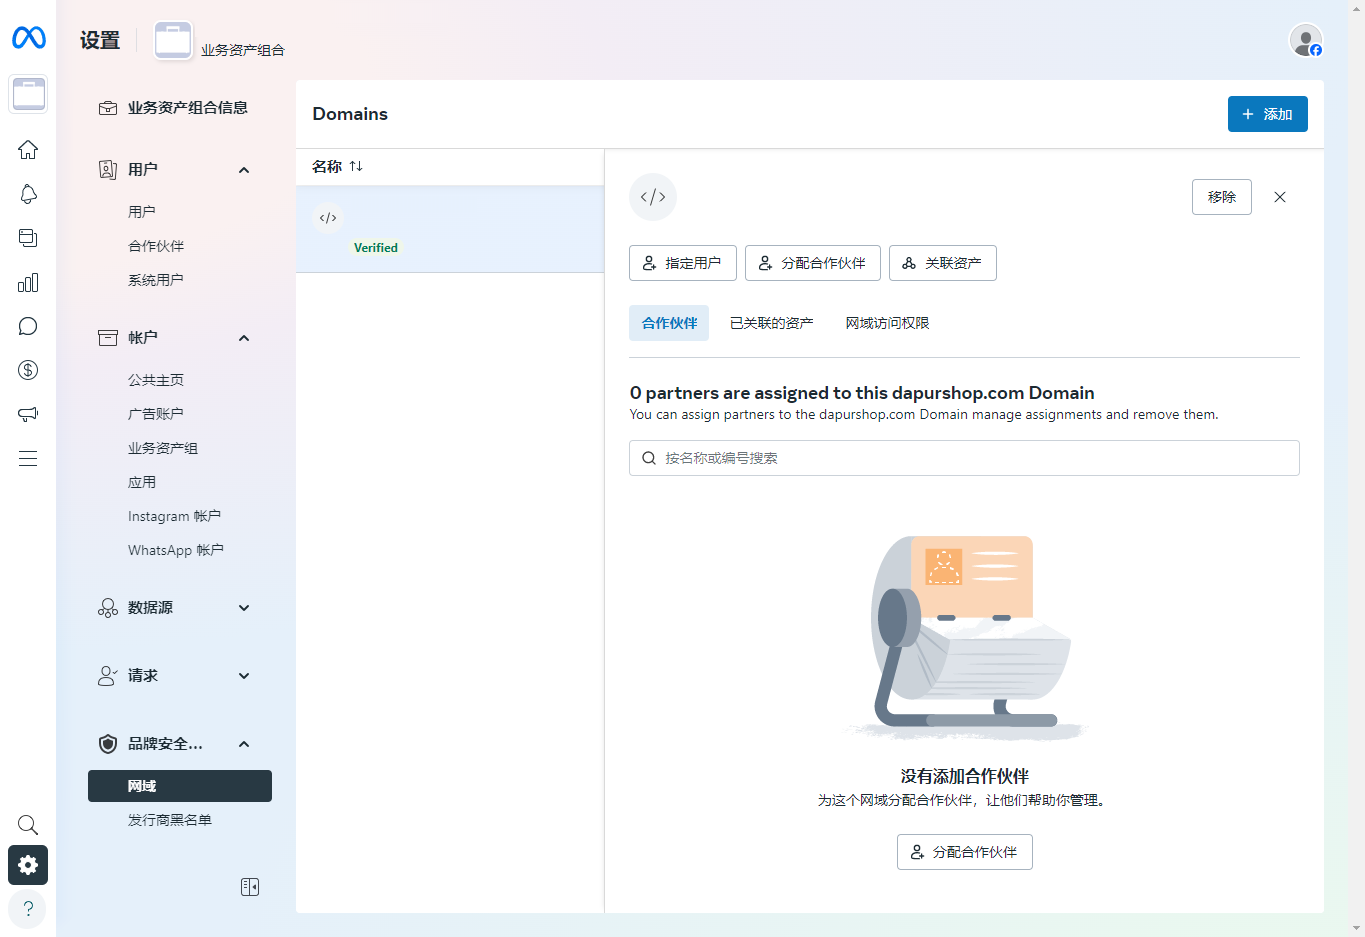 设置
业务资产组合
业务资产组合信息
用户
用户
合作伙伴
系统用户
帐户
公共主页
广告账户
业务资产组
应用
Instagram 帐户
WhatsApp 帐户
数据源
请求
品牌安全...
网域
发行商黑名单
?
Domains
+ 添加
名称
</>
Verified
</>
移除
指定用户
分配合作伙伴
关联资产
合作伙伴
已关联的资产
网域访问权限
0 partners are assigned to this dapurshop.com Domain
You can assign partners to the dapurshop.com Domain manage assignments and remove them.
按名称或编号搜索
没有添加合作伙伴
为这个网域分配合作伙伴，让他们帮助你管理。
分配合作伙伴